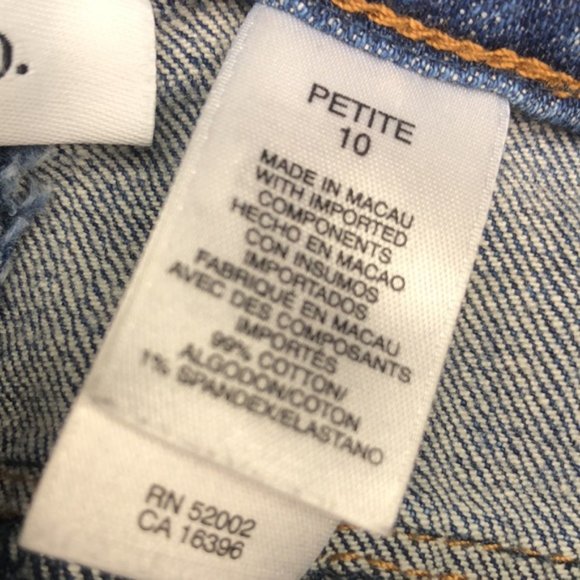 PETITE
10
MADE IN MACAU
WITH IMPORTED
COMPONENTS
HECHO EN MACAO
CON INSUMOS
IMPORTADOS
FABRIQUÉ EN MACAU
AVEC DES COMPOSANTS
IMPORTÉS
99% COTTON/
ALGODON/COTON
1% SPANDEX/ELASTANO
RN 52002
CA 16396